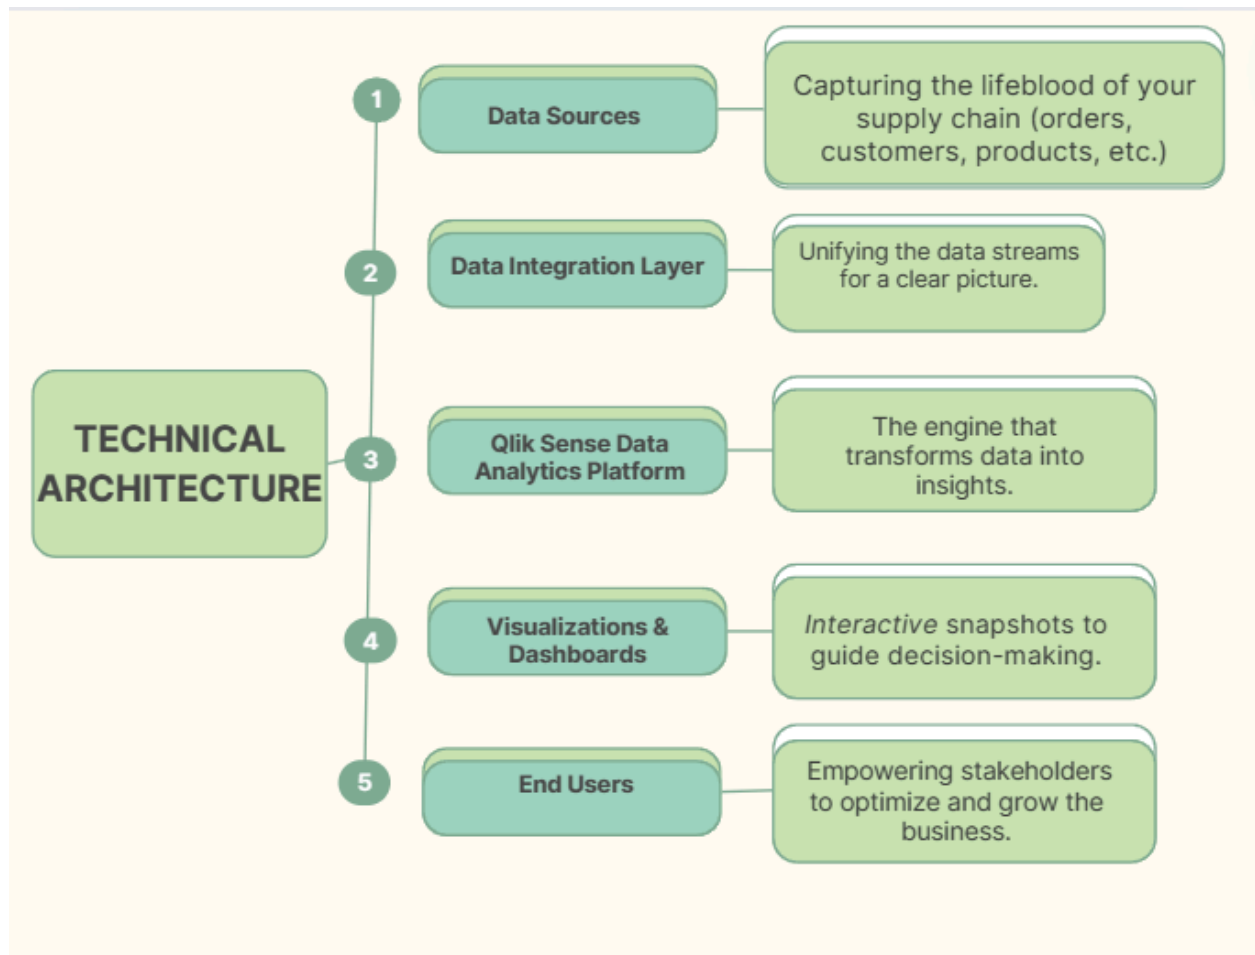 1
Data Sources
Capturing the lifeblood of your
supply chain (orders,
customers, products, etc.)
2
Data Integration Layer
Unifying the data streams
for a clear picture.
TECHNICAL
ARCHITECTURE
3
Qlik Sense Data
Analytics Platform
The engine that
transforms data into
insights.
4
Visualizations &
Dashboards
Interactive snapshots to
guide decision-making.
5
End Users
Empowering stakeholders
to optimize and grow the
business.